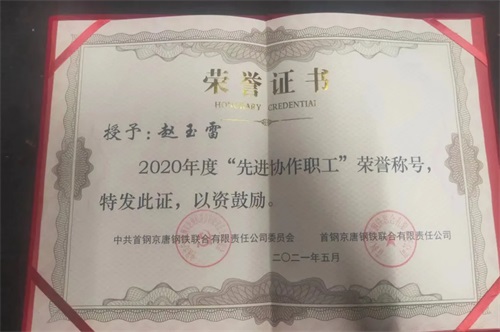 荣誉证书
HONORARY CREDENTIAL
授予：赵玉雷
2020年度“先进协作职工”荣誉称号，
特发此证，以资鼓励。
中共首钢京唐钢铁联合有限责任公司委员会 首钢京唐钢铁联合有限责任公司
二〇二一年五月